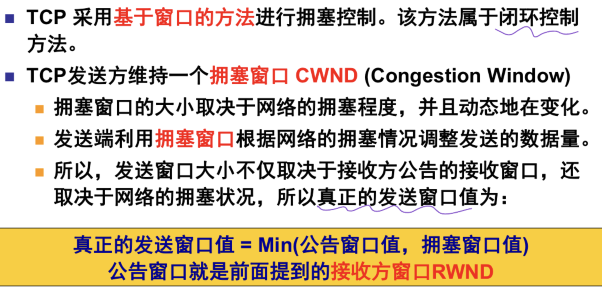 TCP 采用基于窗口的方法进行拥塞控制。该方法属于闭环控制
方法。
TCP发送方维持一个拥塞窗口 CWND (Congestion Window)
拥塞窗口的大小取决于网络的拥塞程度，并且动态地在变化。
发送端利用拥塞窗口根据网络的拥塞情况调整发送的数据量。
所以，发送窗口大小不仅取决于接收方公告的接收窗口，还
取决于网络的拥塞状况，所以真正的发送窗口值为：
真正的发送窗口值 = Min(公告窗口值，拥塞窗口值)
公告窗口就是前面提到的接收方窗口RWND